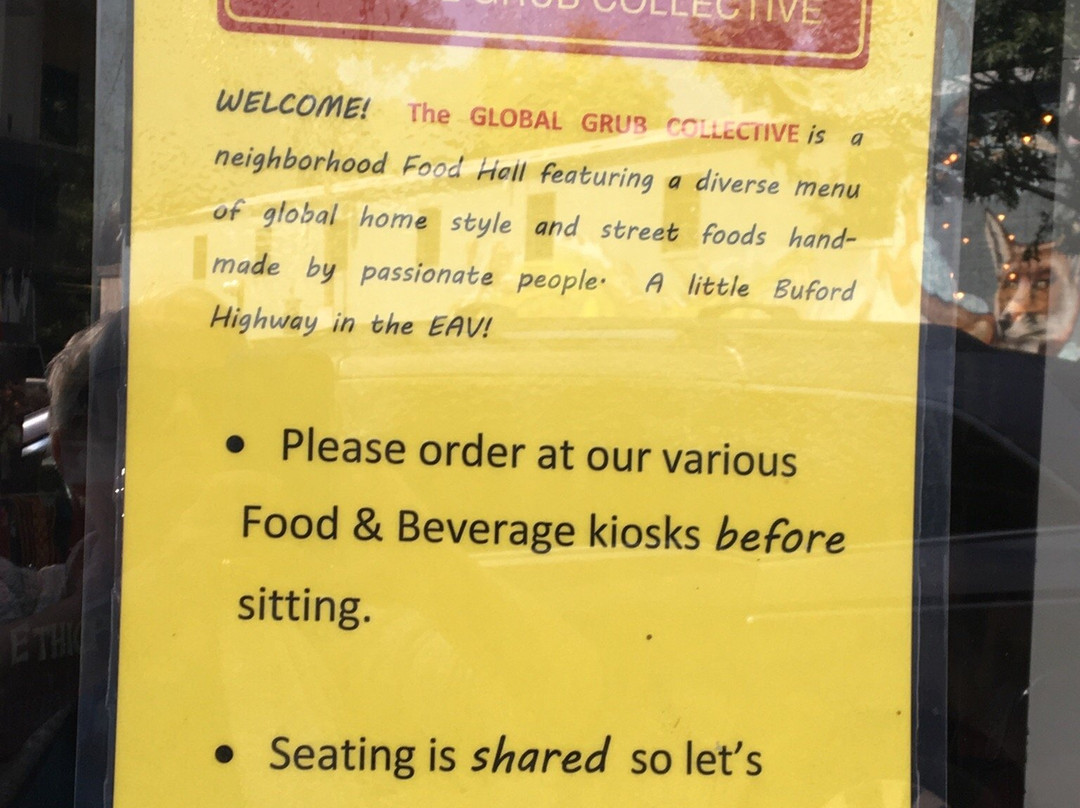 GRUB COLLECTIVE
WELCOME! The GLOBAL GRUB COLLECTIVE is a
neighborhood Food Hall featuring a diverse menu
of global home style and street foods hand-
made by passionate people. A little Buford
Highway in the EAV!
• Please order at our various
Food & Beverage kiosks before
sitting.
• Seating is shared so let's